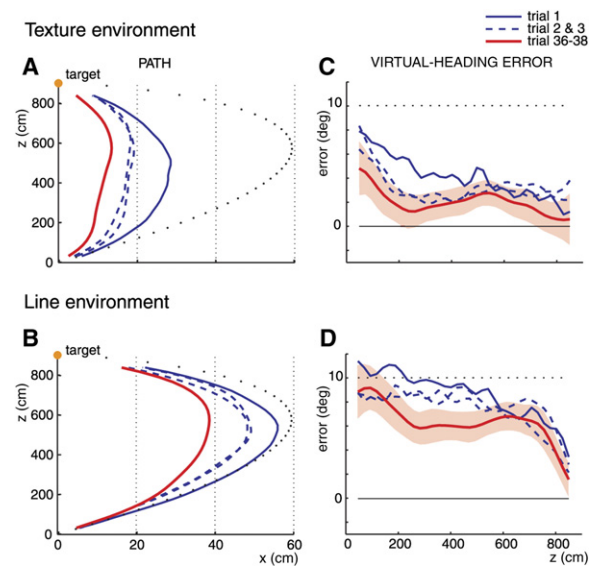 Texture environment
trial 1
trial 2 & 3
trial 36-38
A
PATH
C
VIRTUAL-HEADING ERROR
target
z (cm)
800
600
400
200
0
error (deg)
10
0
Line environment
B
D
target
z (cm)
800
600
400
200
0
0
20
40
60
x (cm)
error (deg)
10
0
0
200
400
600
800
z (cm)